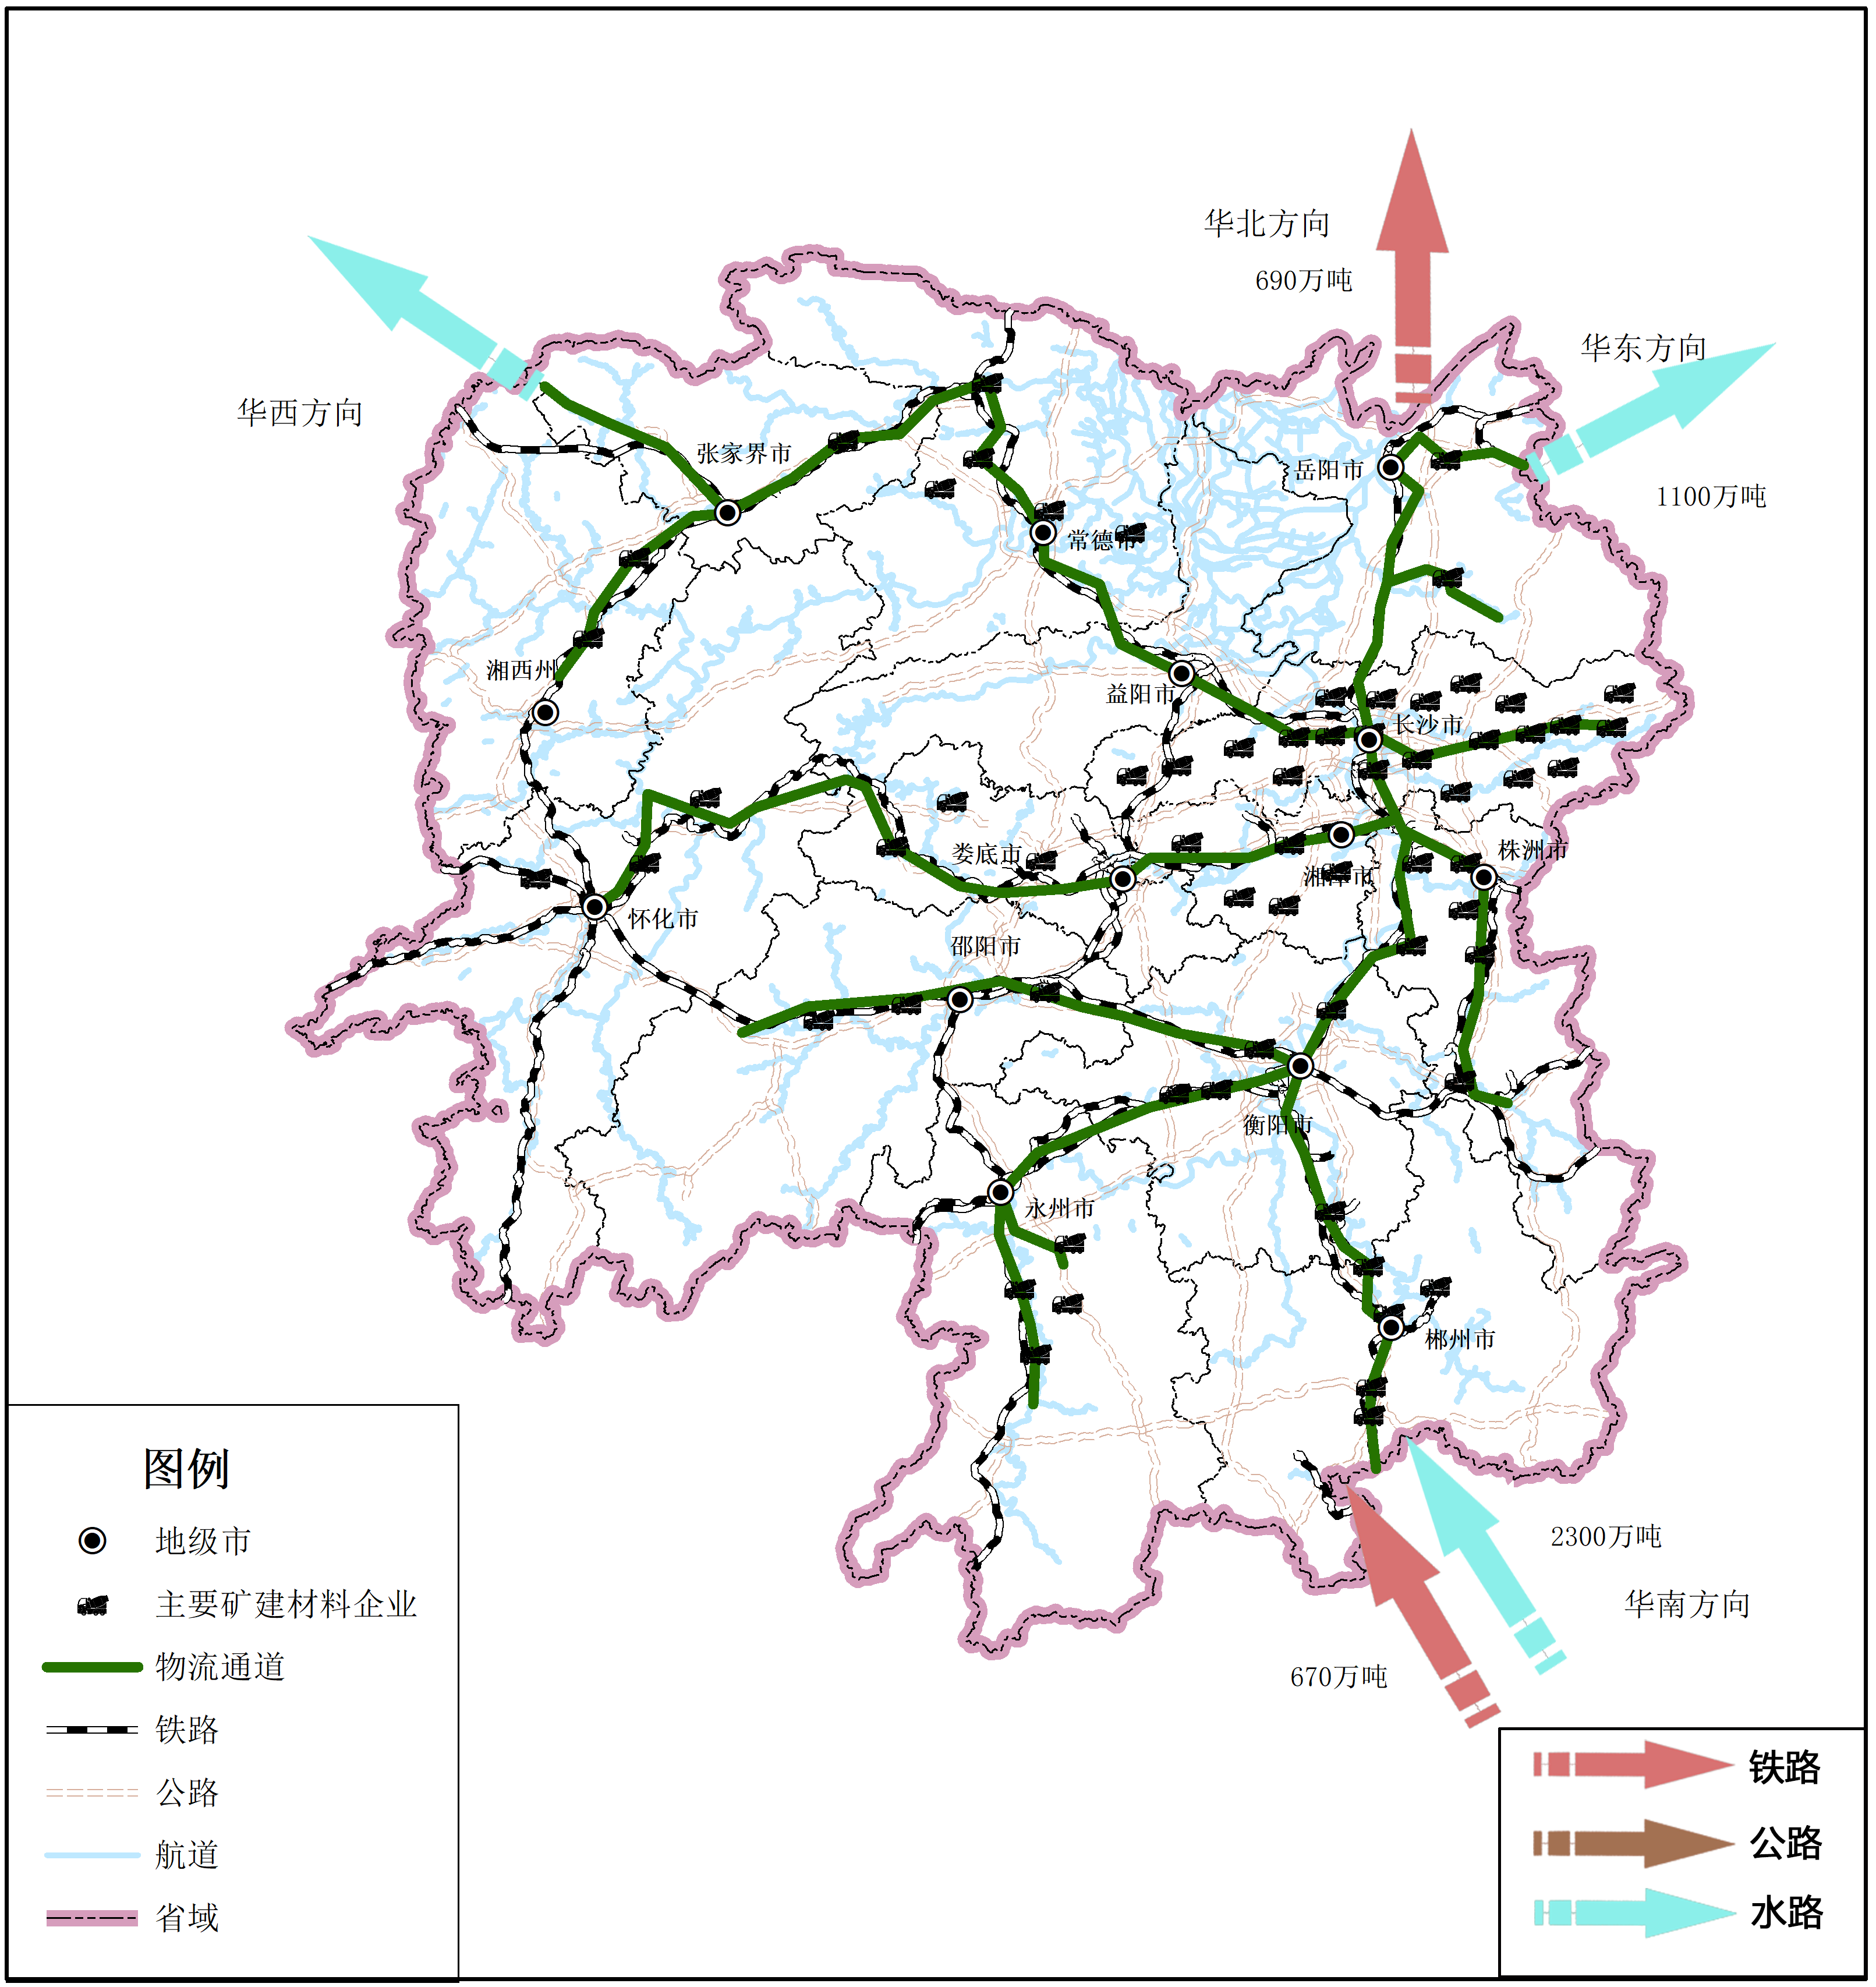 华北方向
690万吨
华东方向
华西方向
1100万吨
张家界市
岳阳市
常德市
湘西州
益阳市
长沙市
娄底市
株洲市
湘潭市
怀化市
邵阳市
衡阳市
永州市
郴州市
2300万吨
华南方向
670万吨
图例
地级市
主要矿建材料企业
物流通道
铁路
公路
航道
省域
铁路
公路
水路